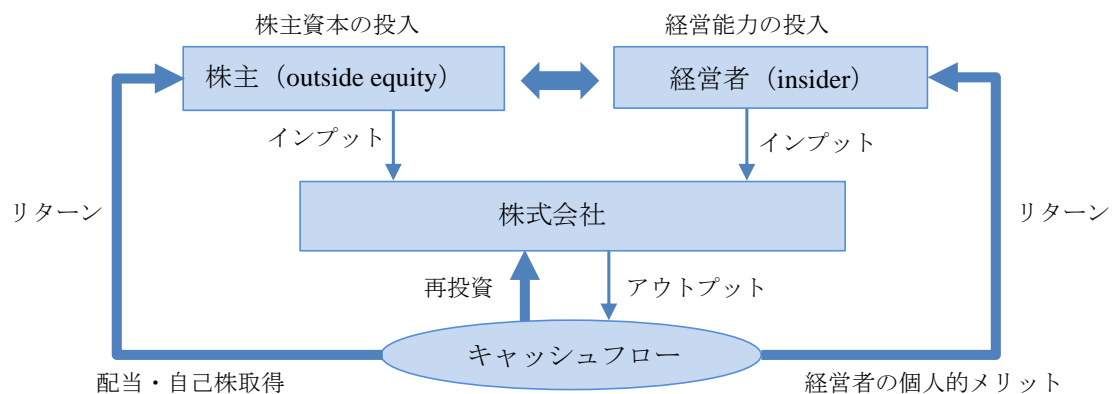 株主資本の投入
経営能力の投入
株主（outside equity）
経営者（insider）
インプット
インプット
リターン
株式会社
リターン
再投資
アウトプット
キャッシュフロー
配当・自己株取得
経営者の個人的メリット